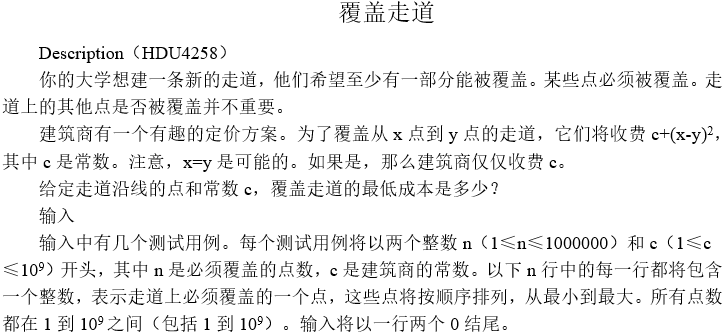 覆盖走道
Description（HDU4258）
你的大学想建一条新的走道，他们希望至少有一部分能被覆盖。某些点必须被覆盖。走
道上的其他点是否被覆盖并不重要。
建筑商有一个有趣的定价方案。为了覆盖从 x 点到 y 点的走道，它们将收费 c+(x-y)²，
其中 c 是常数。注意，x=y 是可能的。如果是，那么建筑商仅仅收费 c。
给定走道沿线的点和常数 c，覆盖走道的最低成本是多少？
输入
输入中有几个测试用例。每个测试用例将以两个整数 n（1≤n≤1000000）和 c（1≤c
≤10⁹）开头，其中 n 是必须覆盖的点数，c 是建筑商的常数。以下 n 行中的每一行都将包含
一个整数，表示走道上必须覆盖的一个点，这些点将按顺序排列，从最小到最大。所有点数
都在 1 到 10⁹ 之间（包括 1 到 10⁹）。输入将以一行两个 0 结尾。